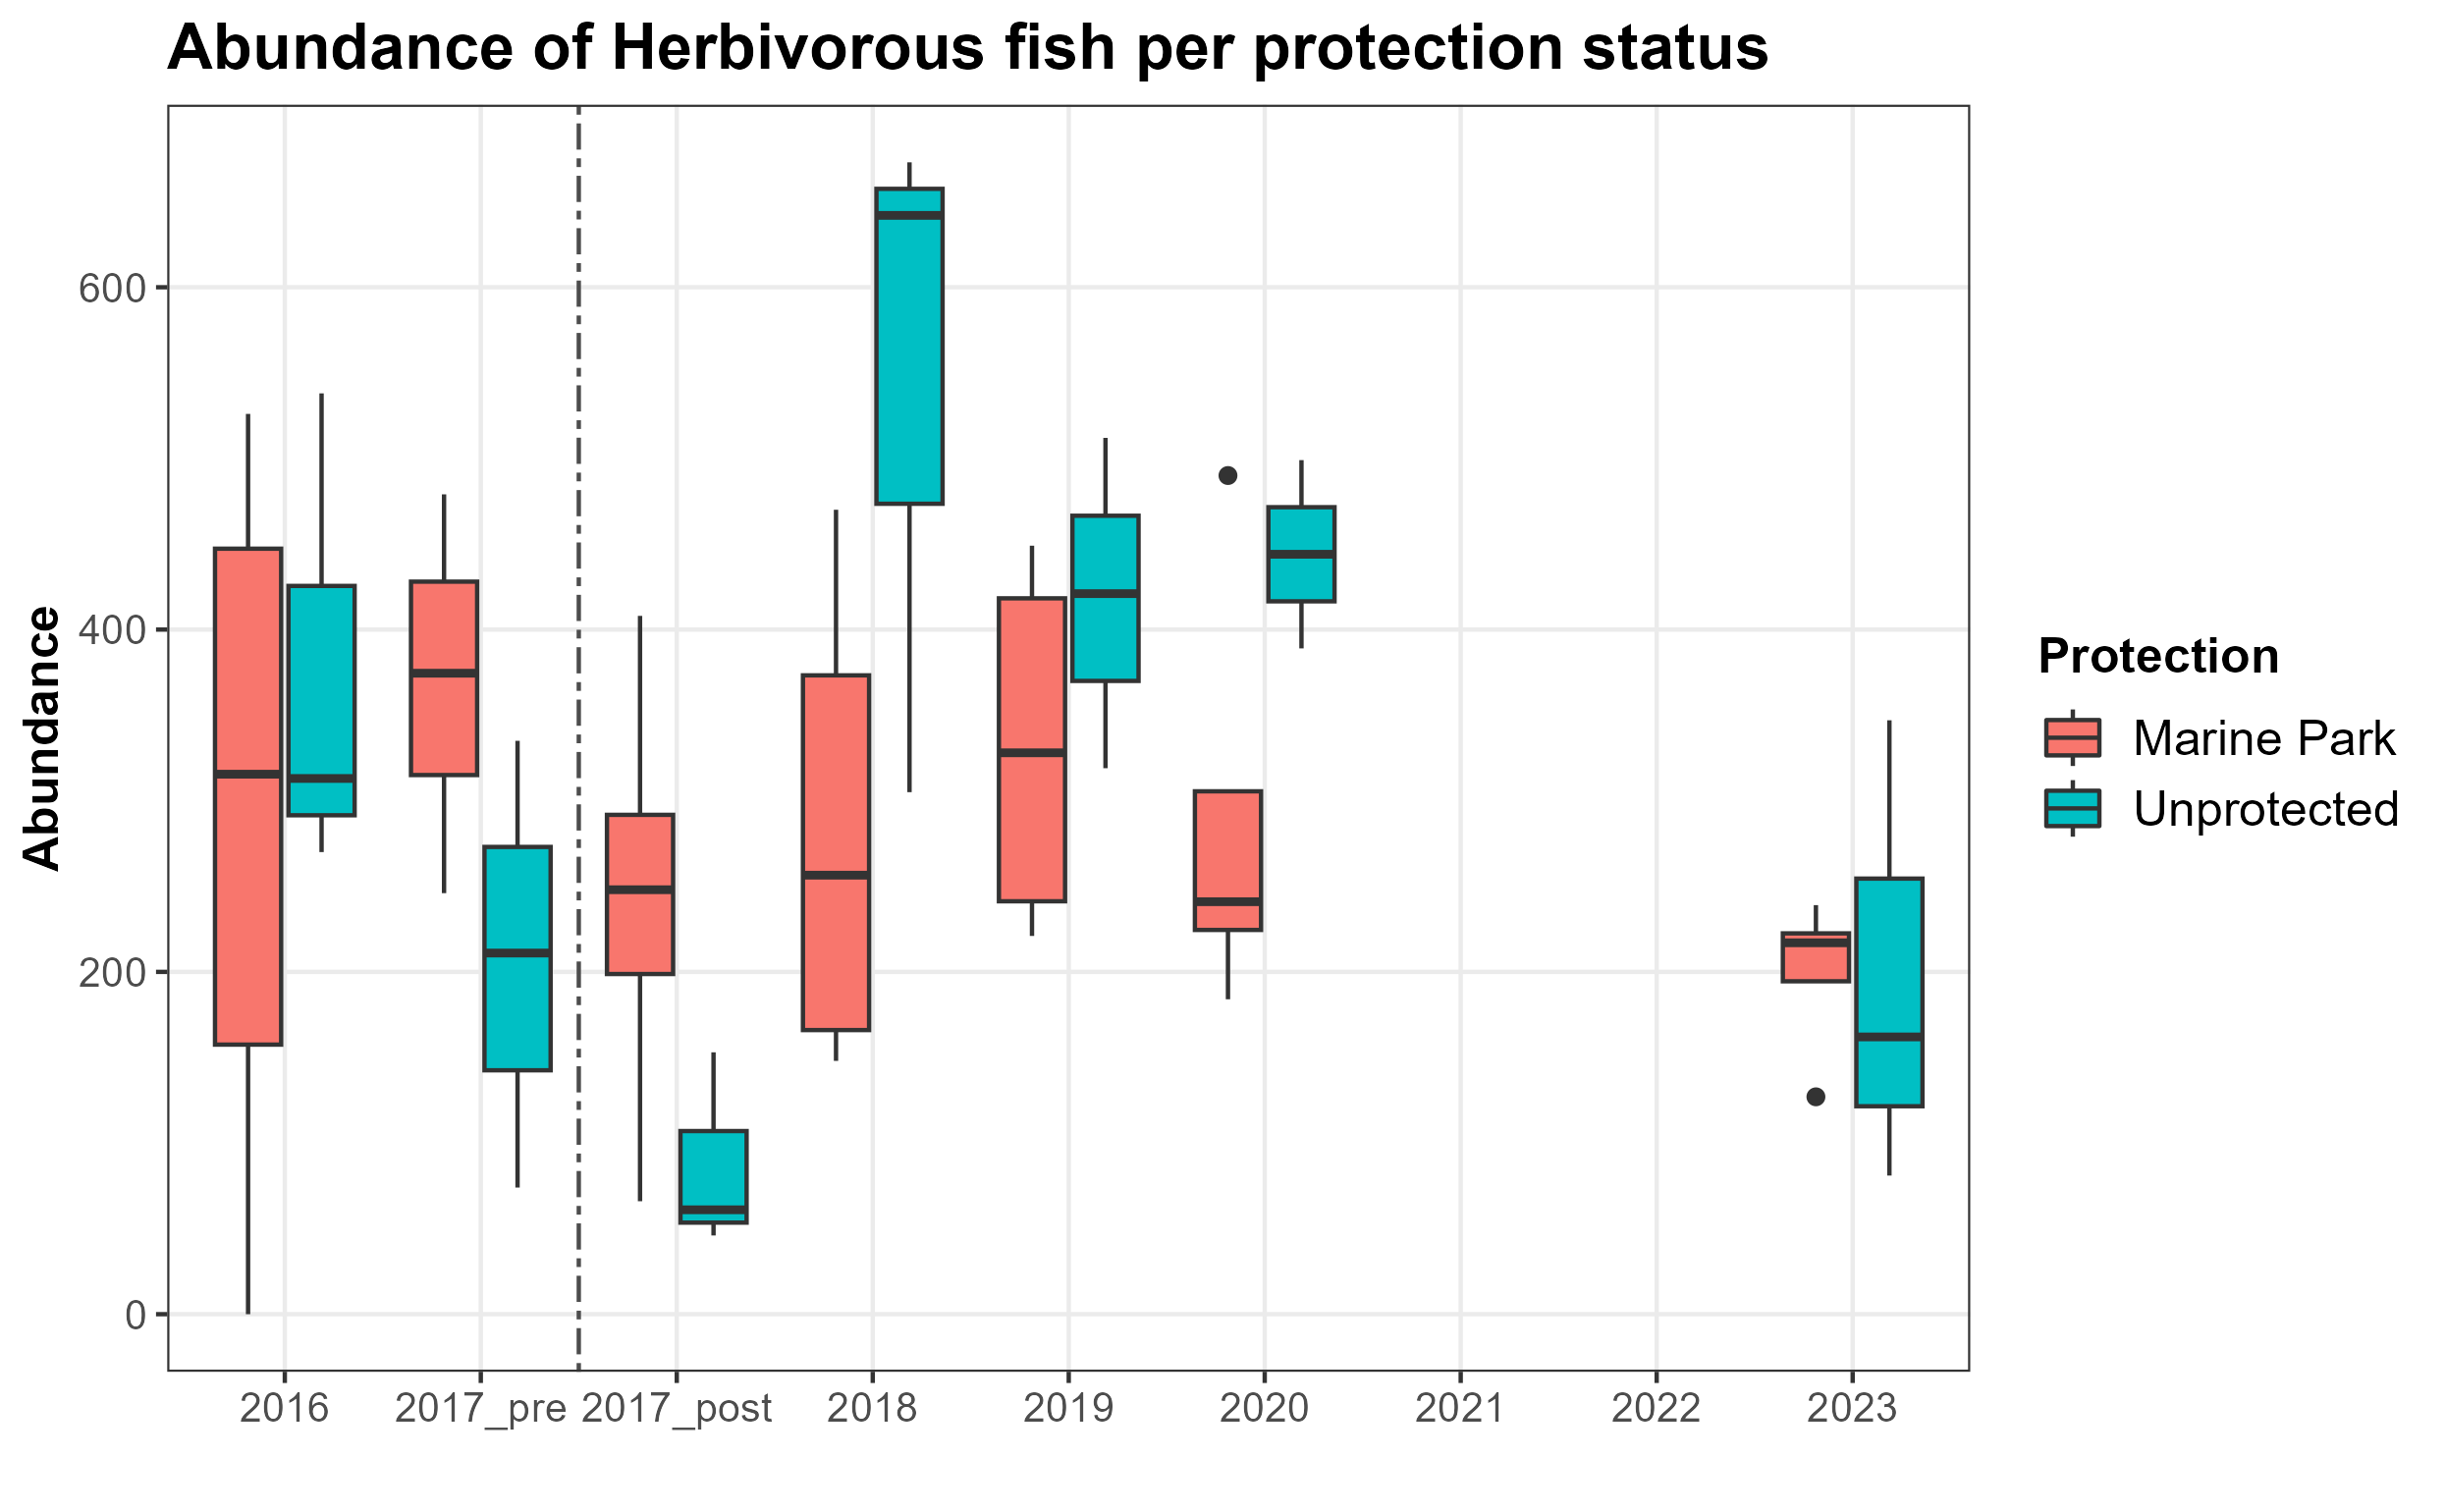 Abundance of Herbivorous fish per protection status
Abundance
600
400
200
0
2016 2017_pre 2017_post 2018 2019 2020 2021 2022 2023
Protection
Marine Park
Unprotected